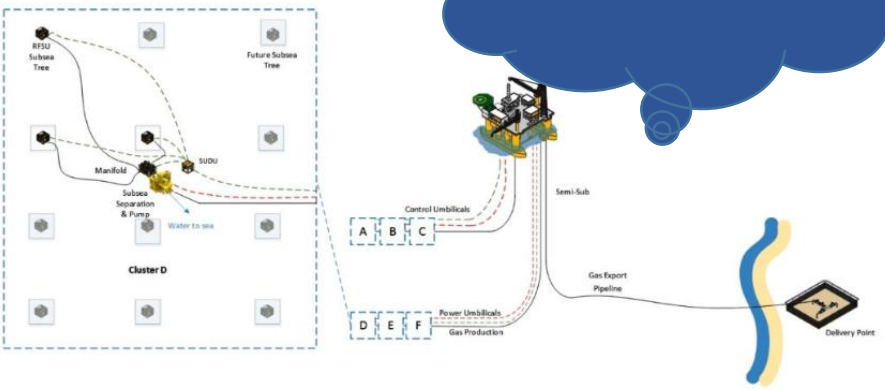 RFSU
Subsea
Tree
Future Subsea
Tree
Manifold
SUDU
Subsea
Separation
& Pump
Water to sea
Cluster D
Control Umbilicals
A B C
D E F
Power Umbilicals
Gas Production
Semi-Sub
Gas Export
Pipeline
Delivery Point